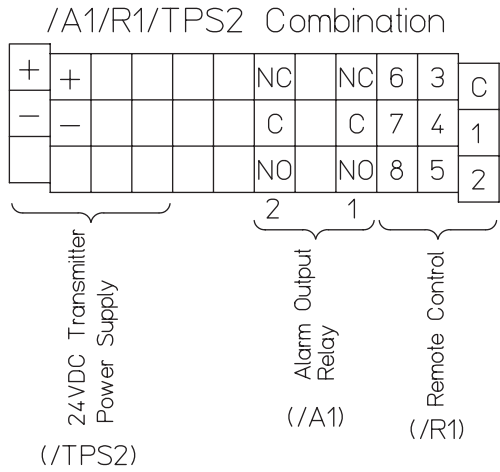 /A1/R1/TPS2 Combination
+ + NC NC 6 3 C
− − C C 7 4 1
NO NO 8 5 2
2 1
24VDC Transmitter
Power Supply
(/TPS2)
Alarm Output
Relay
(/A1)
Remote Control
(/R1)